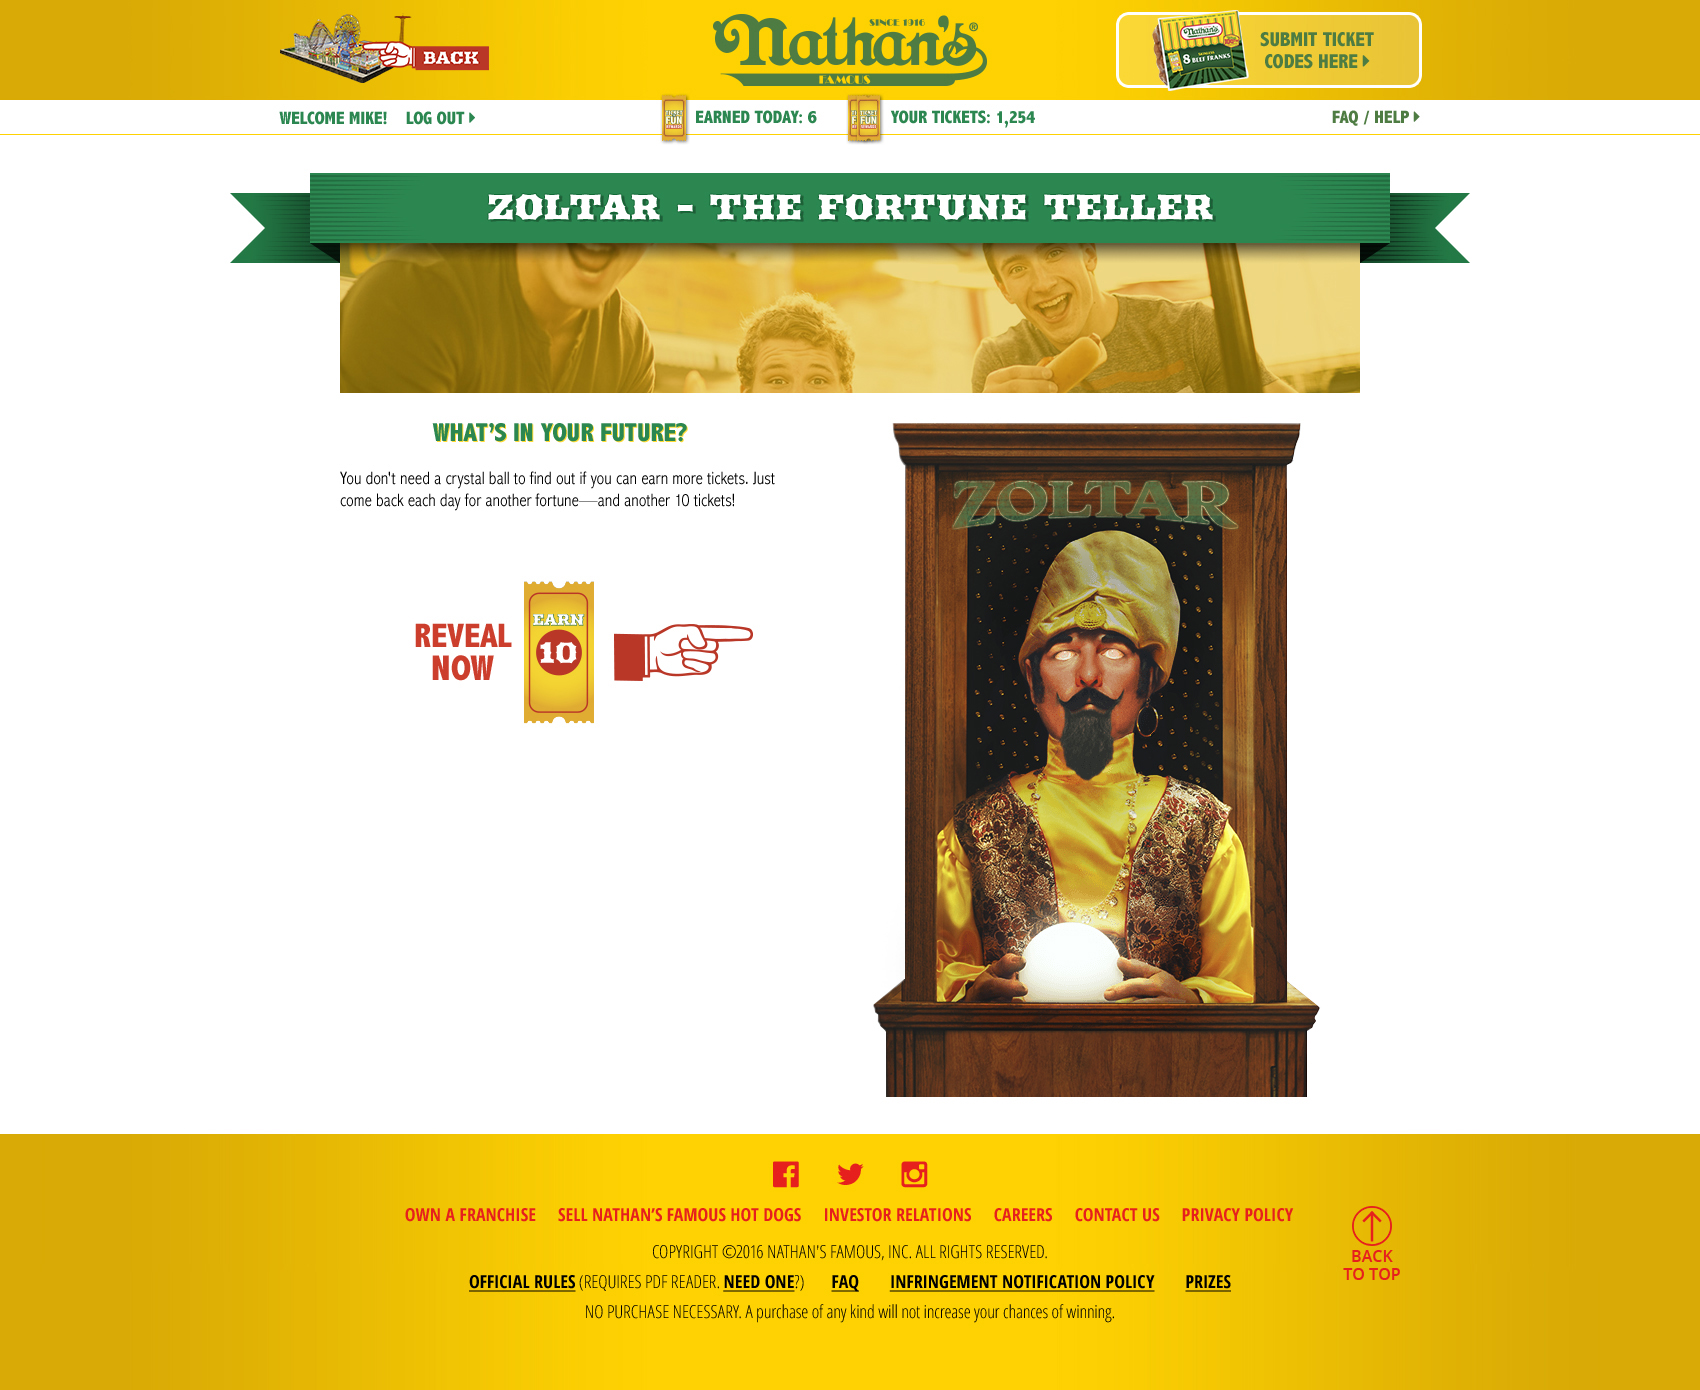 BACK
SINCE 1916
Nathan's®
FAMOUS
Nathan's
8 BEEF FRANKS
SUBMIT TICKET
CODES HERE
WELCOME MIKE! LOG OUT
FUN
EARNED TODAY: 6
FUN
YOUR TICKETS: 1,254
FAQ / HELP
ZOLTAR - THE FORTUNE TELLER
WHAT'S IN YOUR FUTURE?
You don't need a crystal ball to find out if you can earn more tickets. Just
come back each day for another fortune—and another 10 tickets!
REVEAL
NOW
EARN
10
ZOLTAR
OWN A FRANCHISE SELL NATHAN'S FAMOUS HOT DOGS INVESTOR RELATIONS CAREERS CONTACT US PRIVACY POLICY
COPYRIGHT ©2016 NATHAN'S FAMOUS, INC. ALL RIGHTS RESERVED.
OFFICIAL RULES (REQUIRES PDF READER. NEED ONE?) FAQ INFRINGEMENT NOTIFICATION POLICY PRIZES
NO PURCHASE NECESSARY. A purchase of any kind will not increase your chances of winning.
BACK
TO TOP